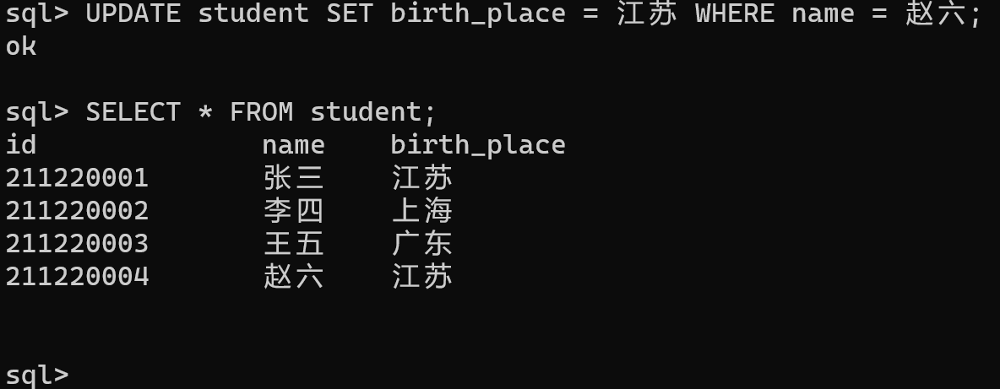 sql> UPDATE student SET birth_place = 江苏 WHERE name = 赵六;
ok
sql> SELECT * FROM student;
id name birth_place
211220001 张三 江苏
211220002 李四 上海
211220003 王五 广东
211220004 赵六 江苏
sql>